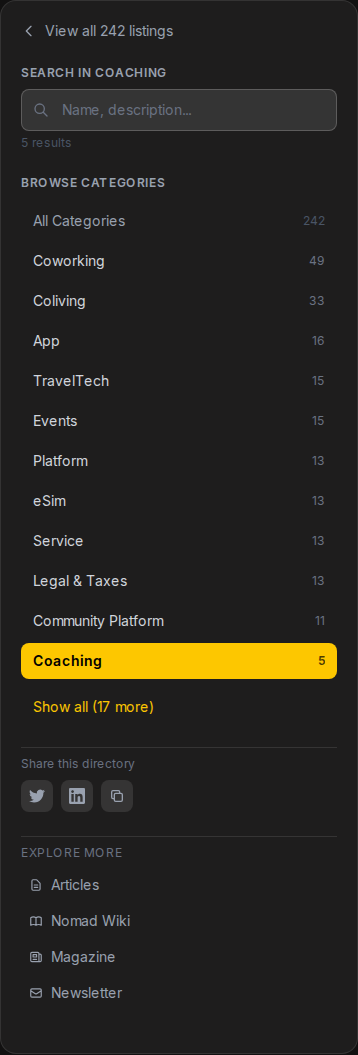 View all 242 listings
SEARCH IN COACHING
Name, description...
5 results
BROWSE CATEGORIES
All Categories 242
Coworking 49
Coliving 33
App 16
TravelTech 15
Events 15
Platform 13
eSim 13
Service 13
Legal & Taxes 13
Community Platform 11
Coaching 5
Show all (17 more)
Share this directory
EXPLORE MORE
Articles
Nomad Wiki
Magazine
Newsletter